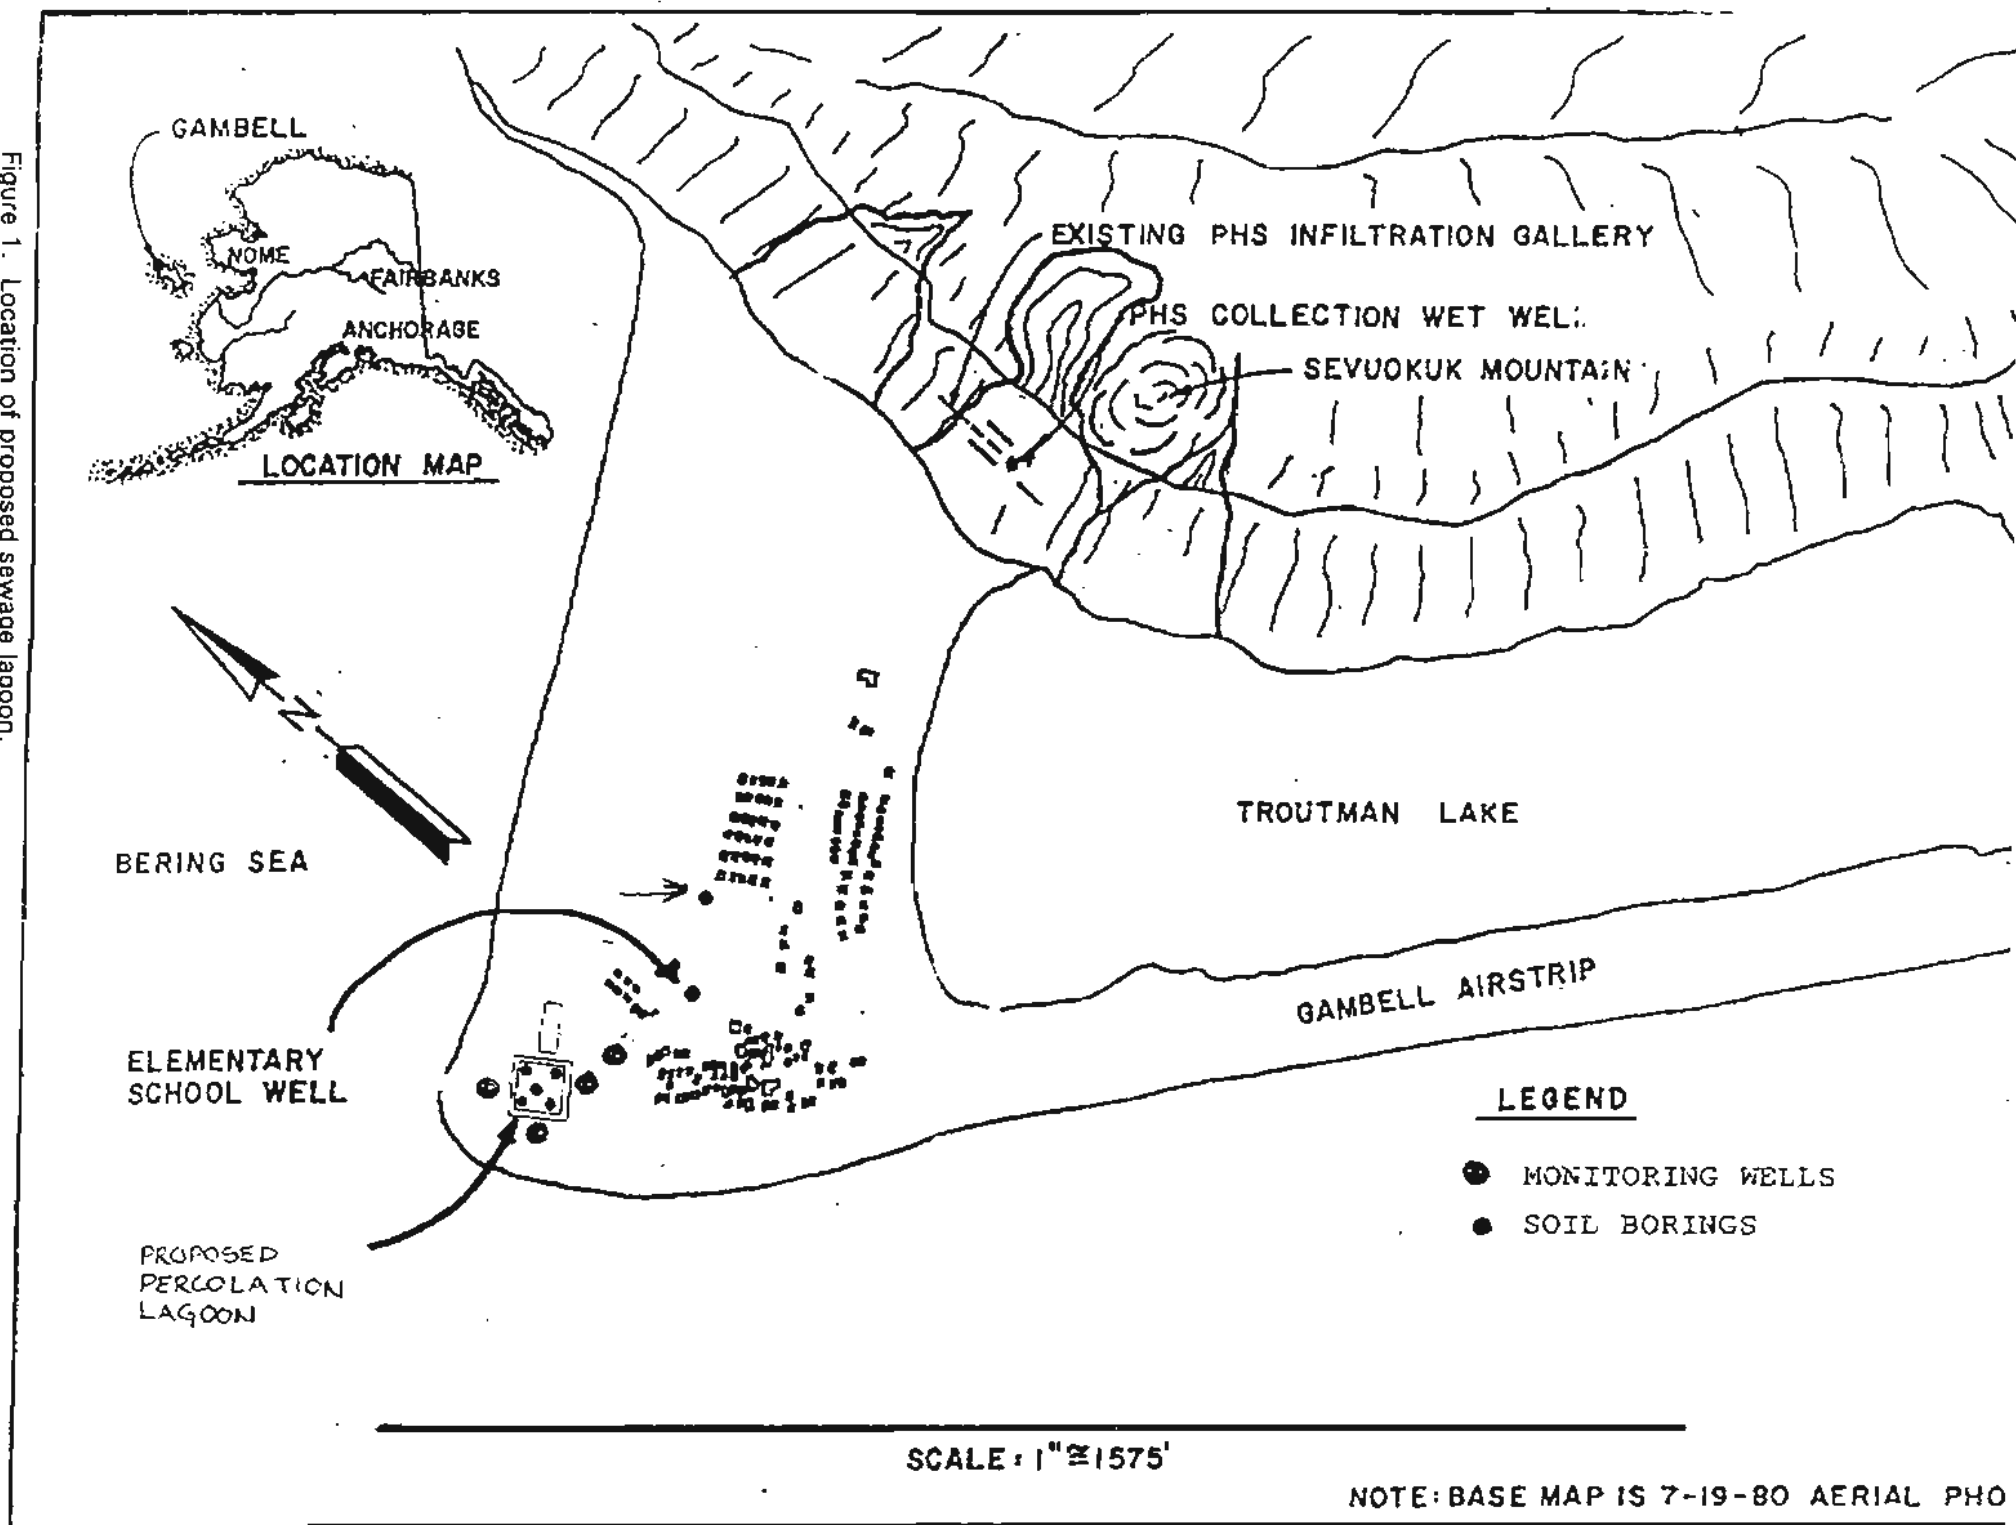 Figure 1. Location of proposed sewage lagoon.
GAMBELL
NOME
FAIRBANKS
ANCHORAGE
LOCATION MAP
EXISTING PHS INFILTRATION GALLERY
PHS COLLECTION WET WELL
SEVUOKUK MOUNTAIN
N
BERING SEA
TROUTMAN LAKE
GAMBELL AIRSTRIP
ELEMENTARY
SCHOOL WELL
LEGEND
MONITORING WELLS
SOIL BORINGS
PROPOSED
PERCOLATION
LAGOON
SCALE: 1"≅1575'
NOTE: BASE MAP IS 7-19-80 AERIAL PHO